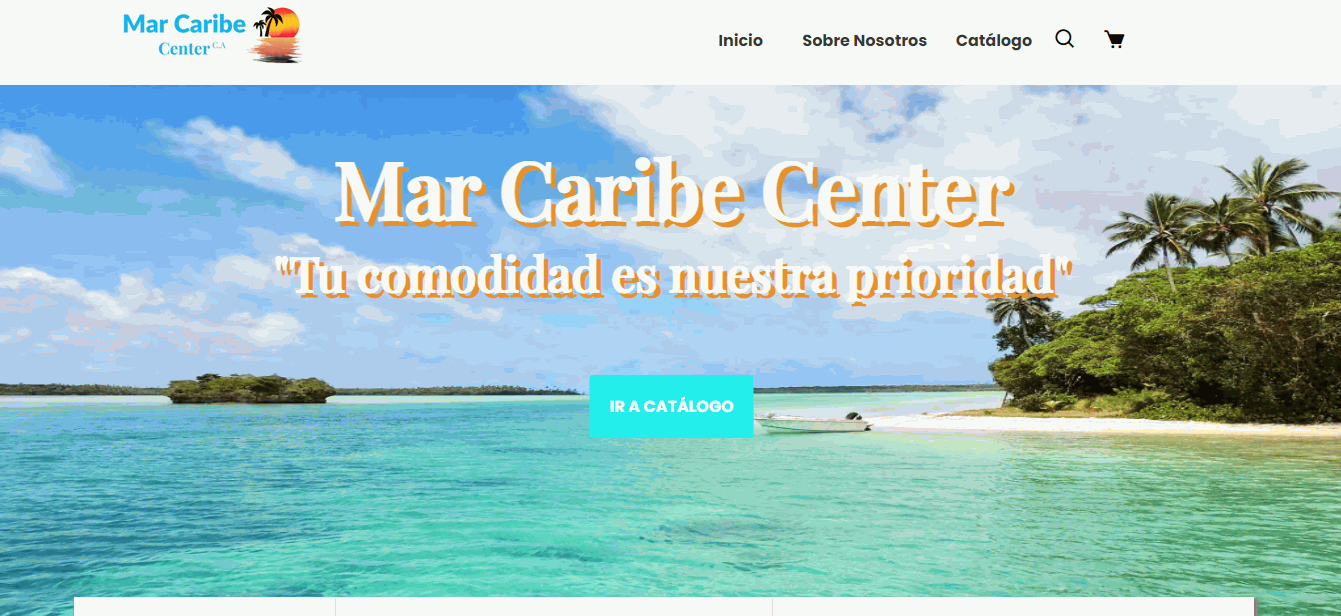 Mar Caribe
Center C.A
Inicio Sobre Nosotros Catálogo
Mar Caribe Center
"Tu comodidad es nuestra prioridad"
IR A CATÁLOGO